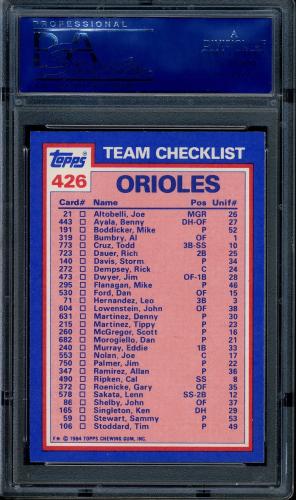 PROFESSIONAL
PSA
A
DIVISION OF
Topps
TEAM CHECKLIST
426
ORIOLES
Card# Name Pos Unif#
21 □ Altobelli, Joe MGR 26
443 □ Ayala, Benny DH-OF 27
191 □ Boddicker, Mike P 52
319 □ Bumbry, Al OF 1
773 □ Cruz, Todd 3B-SS 10
723 □ Dauer, Rich 2B 25
140 □ Davis, Storm P 34
272 □ Dempsey, Rick C 24
473 □ Dwyer, Jim OF-1B 28
295 □ Flanagan, Mike P 46
530 □ Ford, Dan OF 15
71 □ Hernandez, Leo 3B 3
604 □ Lowenstein, John OF 38
631 □ Martinez, Denny P 30
215 □ Martinez, Tippy P 23
260 □ McGregor, Scott P 16
682 □ Morogiello, Dan P 21
240 □ Murray, Eddie 1B 33
553 □ Nolan, Joe C 17
750 □ Palmer, Jim P 22
347 □ Ramirez, Allan P 36
490 □ Ripken, Cal SS 8
372 □ Roenicke, Gary OF 35
578 □ Sakata, Lenn SS-2B 12
86 □ Shelby, John OF 37
165 □ Singleton, Ken DH 29
59 □ Stewart, Sammy P 53
106 □ Stoddard, Tim P 49
F★ © 1984 TOPPS CHEWING GUM, INC.